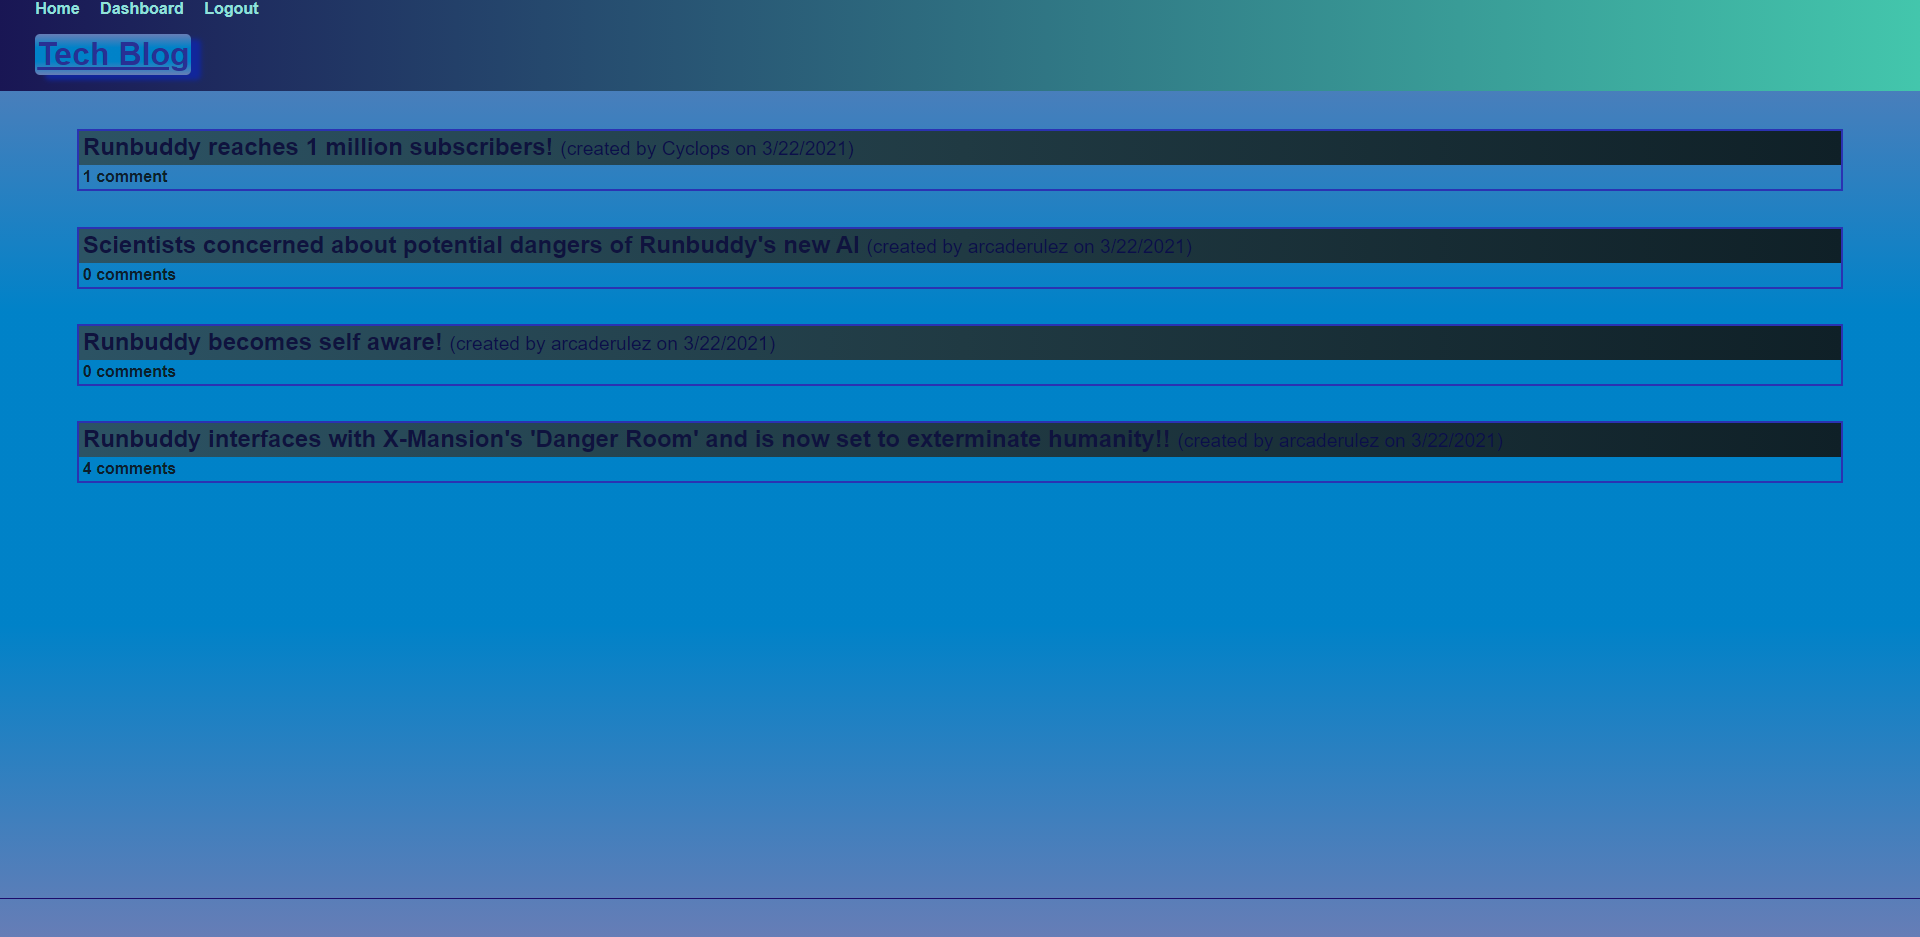 Home Dashboard Logout
Tech Blog
Runbuddy reaches 1 million subscribers! (created by Cyclops on 3/22/2021)
1 comment
Scientists concerned about potential dangers of Runbuddy's new AI (created by arcaderulez on 3/22/2021)
0 comments
Runbuddy becomes self aware! (created by arcaderulez on 3/22/2021)
0 comments
Runbuddy interfaces with X-Mansion's 'Danger Room' and is now set to exterminate humanity!! (created by arcaderulez on 3/22/2021)
4 comments